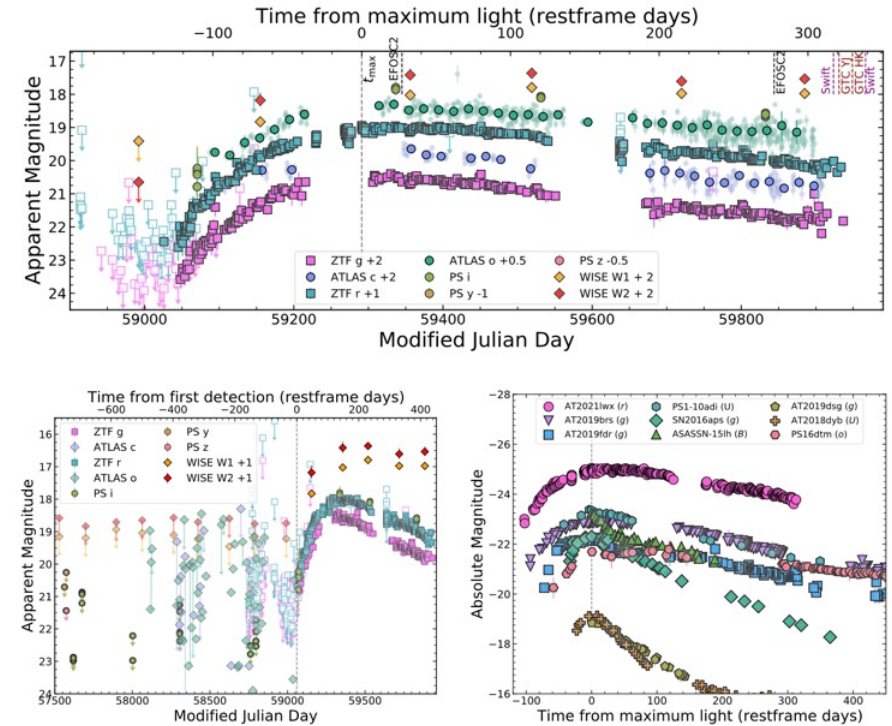 Time from maximum light (restframe days)
−100 0 100 200 300
17
18
19
20
21
22
23
24
Apparent Magnitude
t_max
EFOSC2
EFOSC2
Swift
GTC YJ
GTC HK
Swift
ZTF g +2 ATLAS o +0.5 PS z -0.5
ATLAS c +2 PS i WISE W1 + 2
ZTF r +1 PS y -1 WISE W2 + 2
59000 59200 59400 59600 59800
Modified Julian Day
Time from first detection (restframe days)
−600 −400 −200 0 200 400
16
17
18
19
20
21
22
23
24
Apparent Magnitude
ZTF g PS y
ATLAS c PS z
ZTF r WISE W1 +1
ATLAS o WISE W2 +1
PS i
57500 58000 58500 59000 59500
Modified Julian Day
−28
−26
−24
−22
−20
−18
−16
Absolute Magnitude
AT2021lwx (r) PS1-10adi (U) AT2019dsg (g)
AT2019brs (g) SN2016aps (g) AT2018dyb (U)
AT2019fdr (g) ASASSN-15lh (B) PS16dtm (o)
−100 0 100 200 300 400
Time from maximum light (restframe days)